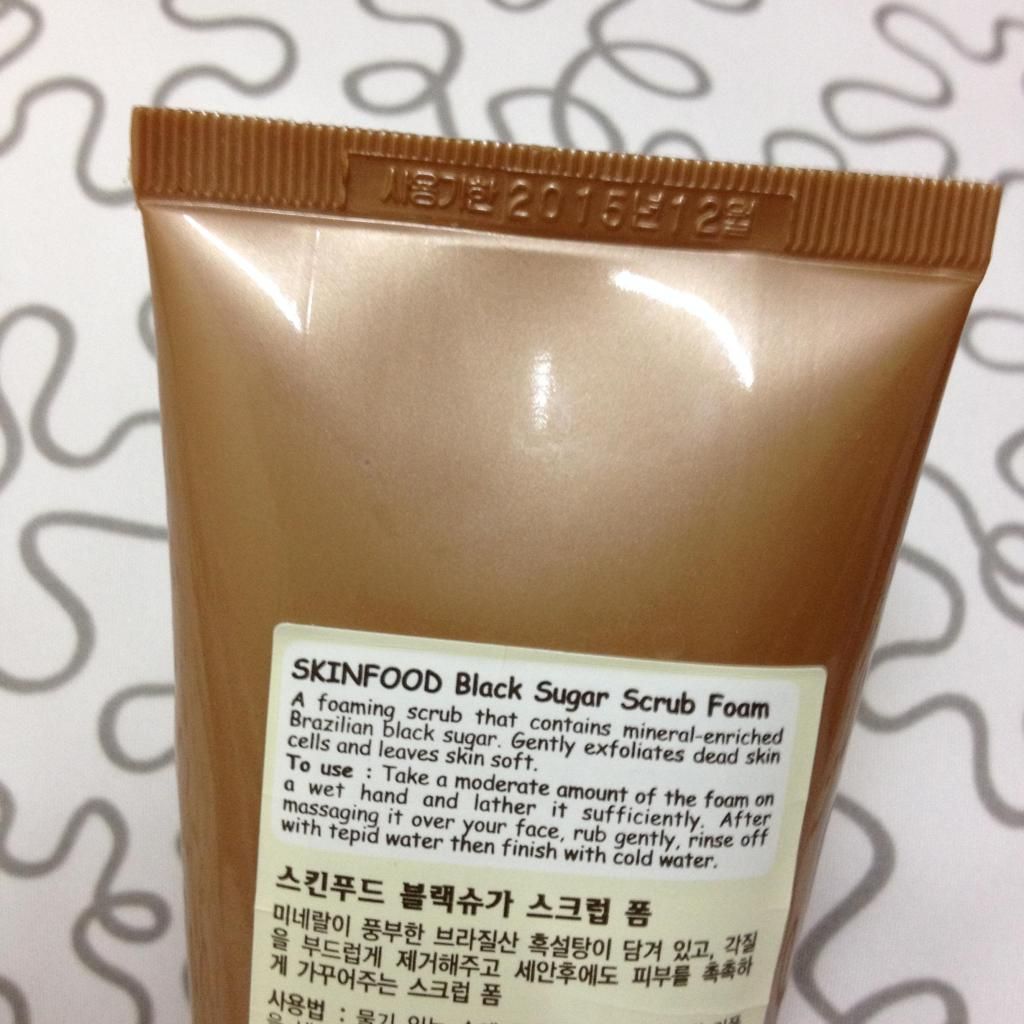 사용기한 2015년12월
SKINFOOD Black Sugar Scrub Foam
A foaming scrub that contains mineral-enriched
Brazilian black sugar. Gently exfoliates dead skin
cells and leaves skin soft.
To use : Take a moderate amount of the foam on
a wet hand and lather it sufficiently. After
massaging it over your face, rub gently, rinse off
with tepid water then finish with cold water.
스킨푸드 블랙슈가 스크럽 폼
미네랄이 풍부한 브라질산 흑설탕이 담겨 있고, 각질
을 부드럽게 제거해주고 세안후에도 피부를 촉촉하
게 가꾸어주는 스크럽 폼
사용법 : 물기